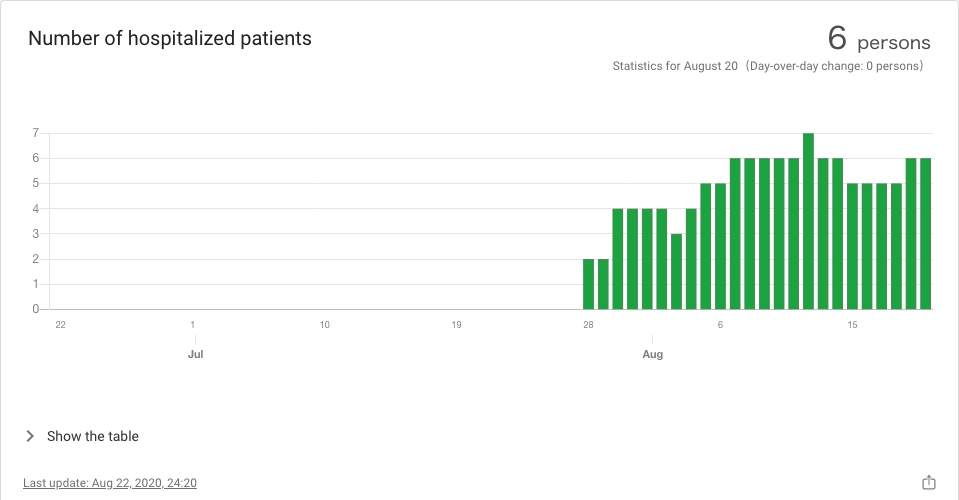 Number of hospitalized patients
6 persons
Statistics for August 20（Day-over-day change: 0 persons）
7
6
5
4
3
2
1
0
22 1 10 19 28 6 15
Jul Aug
Show the table
Last update: Aug 22, 2020, 24:20